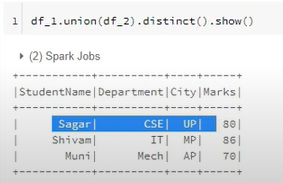 1 df_1.union(df_2).distinct().show()
(2) Spark Jobs
+-----------+----------+----+-----+
|StudentName|Department|City|Marks|
+-----------+----------+----+-----+
| Sagar| CSE| UP| 80|
| Shivam| IT| MP| 86|
| Muni| Mech| AP| 70|
+-----------+----------+----+-----+